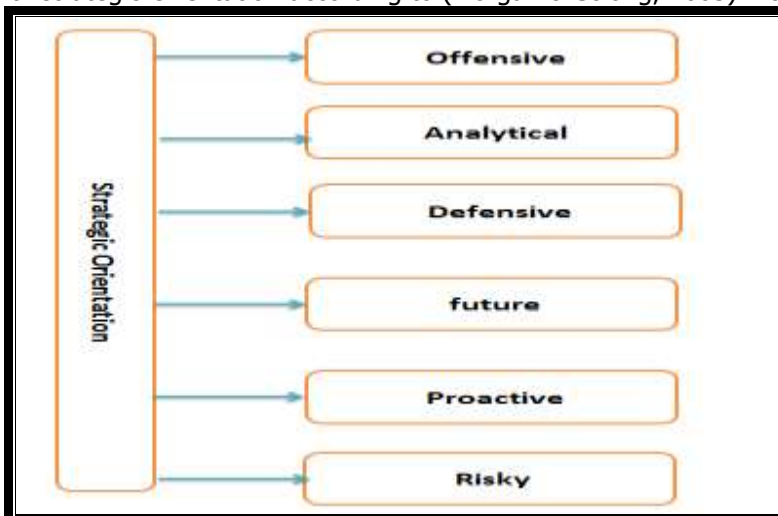 Offensive
Analytical
Defensive
future
Proactive
Risky
Strategic Orientation